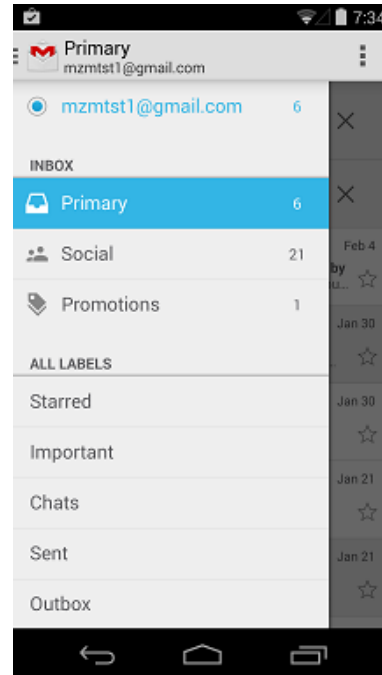 7:34
Primary
mzmtst1@gmail.com
mzmtst1@gmail.com 6
INBOX
Primary 6
Social 21
Promotions 1
ALL LABELS
Starred
Important
Chats
Sent
Outbox
Feb 4
by
Jan 30
Jan 30
Jan 21
Jan 21